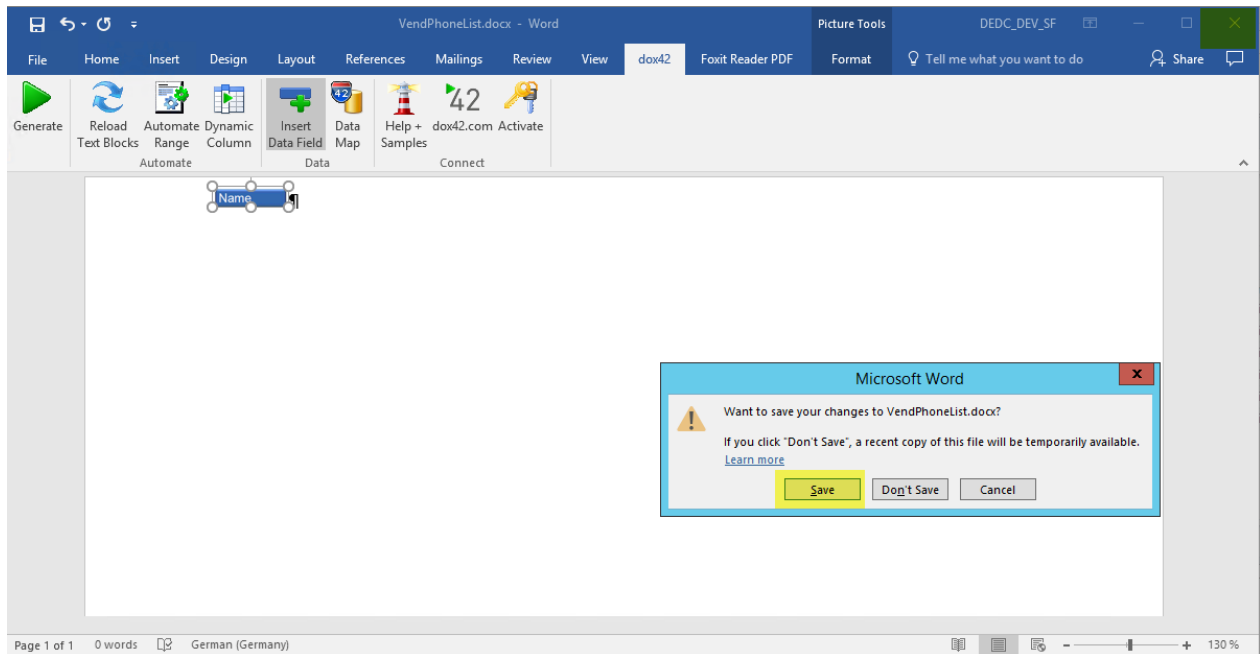 VendPhoneList.docx - Word
Picture Tools
DEDC_DEV_SF
File Home Insert Design Layout References Mailings Review View dox42 Foxit Reader PDF Format Tell me what you want to do Share
Generate
Reload Text Blocks
Automate Range
Dynamic Column
Insert Data Field
Data Map
Help + Samples
42
dox42.com
Activate
Automate Data Connect
Name ¶
Microsoft Word
x
Want to save your changes to VendPhoneList.docx?
If you click "Don't Save", a recent copy of this file will be temporarily available.
Learn more
Save Don't Save Cancel
Page 1 of 1 0 words German (Germany) 130 %